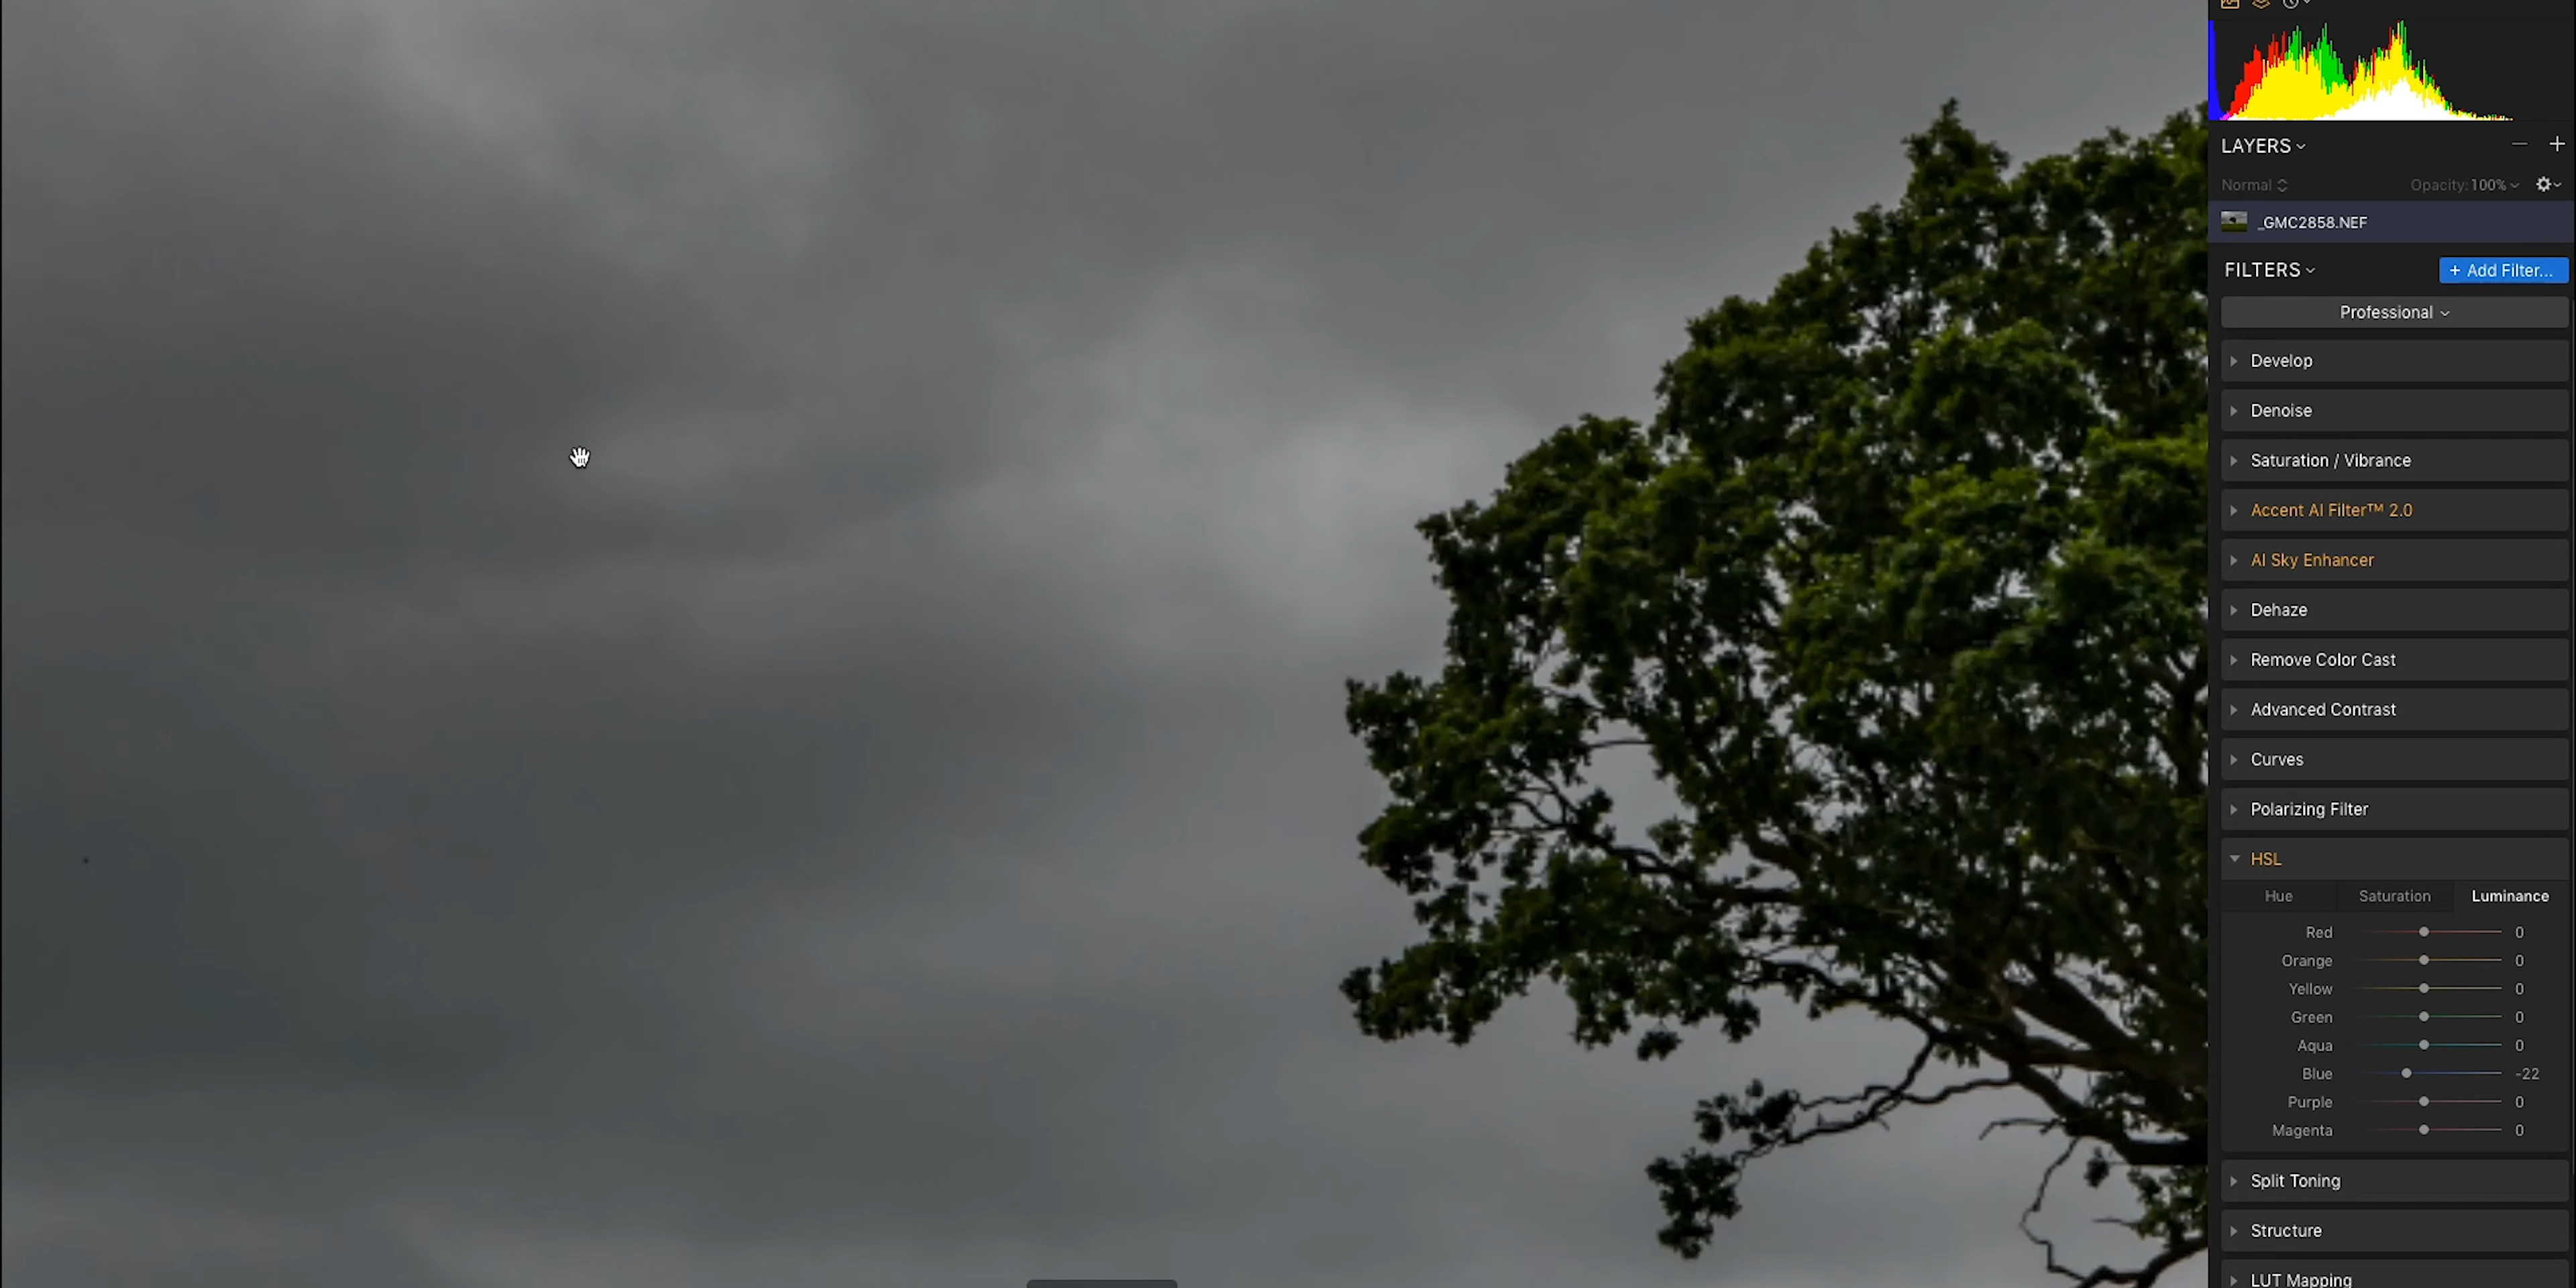 LAYERS
Normal Opacity: 100%
_GMC2858.NEF
FILTERS + Add Filter...
Professional
Develop
Denoise
Saturation / Vibrance
Accent AI Filter™ 2.0
AI Sky Enhancer
Dehaze
Remove Color Cast
Advanced Contrast
Curves
Polarizing Filter
HSL
Hue Saturation Luminance
Red 0
Orange 0
Yellow 0
Green 0
Aqua 0
Blue -22
Purple 0
Magenta 0
Split Toning
Structure
LUT Mapping